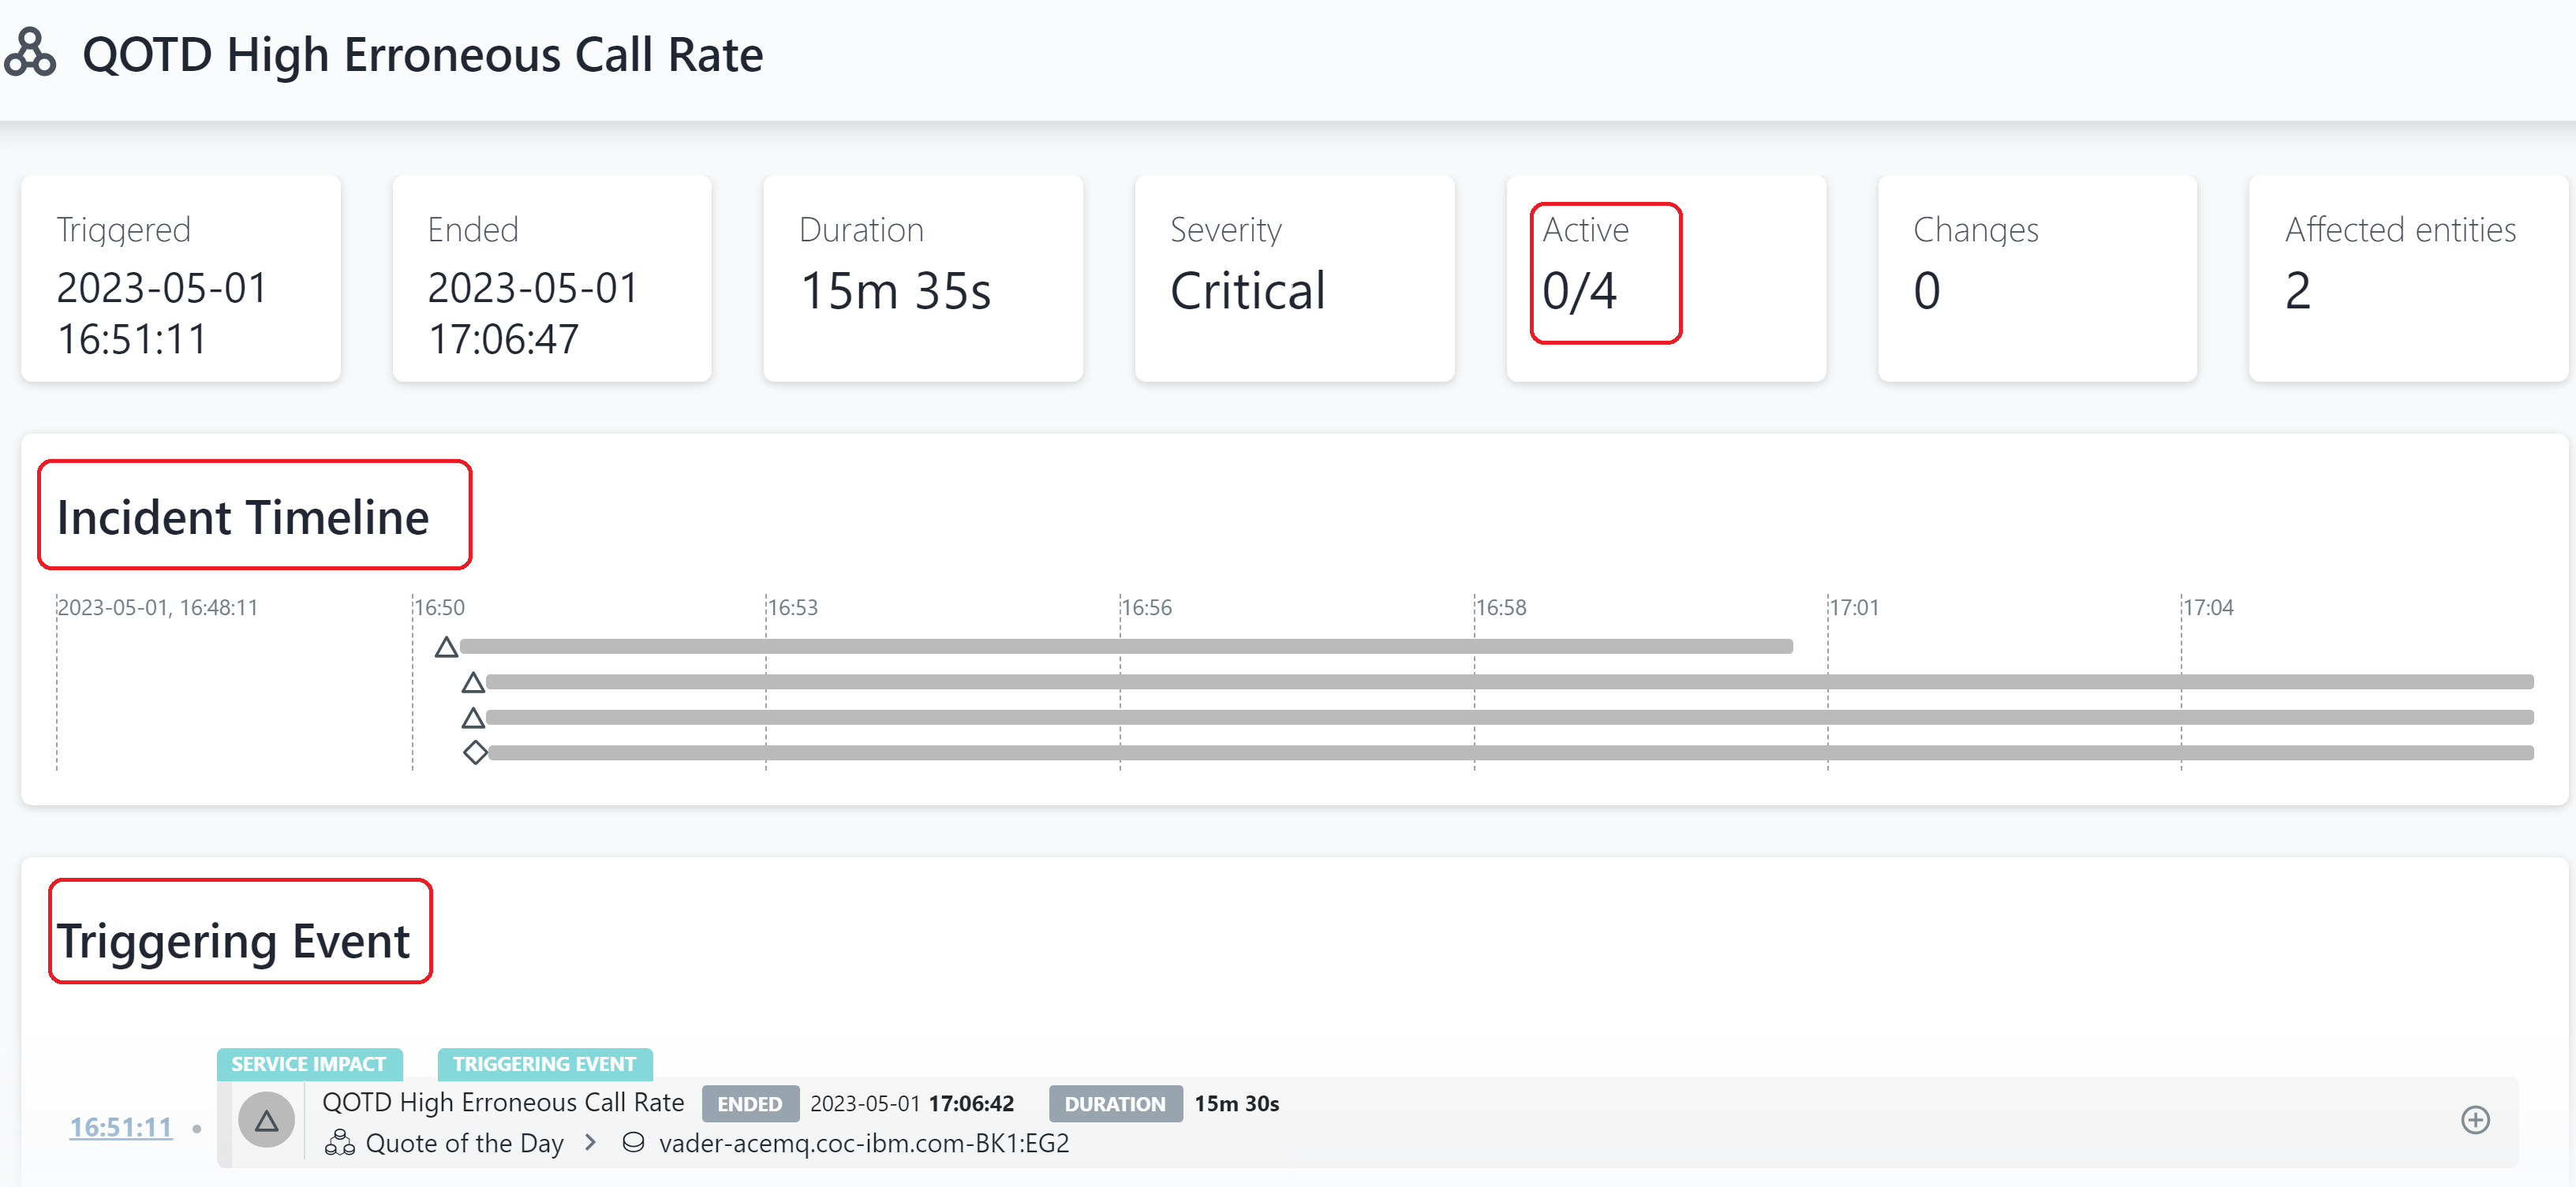 QOTD High Erroneous Call Rate
Triggered
2023-05-01
16:51:11
Ended
2023-05-01
17:06:47
Duration
15m 35s
Severity
Critical
Active
0/4
Changes
0
Affected entities
2
Incident Timeline
2023-05-01, 16:48:11
16:50
16:53
16:56
16:58
17:01
17:04
Triggering Event
SERVICE IMPACT
TRIGGERING EVENT
16:51:11
QOTD High Erroneous Call Rate ENDED 2023-05-01 17:06:42 DURATION 15m 30s
Quote of the Day > vader-acemq.coc-ibm.com-BK1:EG2